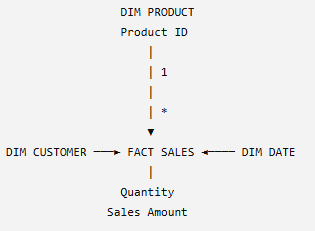 DIM PRODUCT
Product ID
1
*
DIM CUSTOMER ───► FACT SALES ◄──── DIM DATE
Quantity
Sales Amount